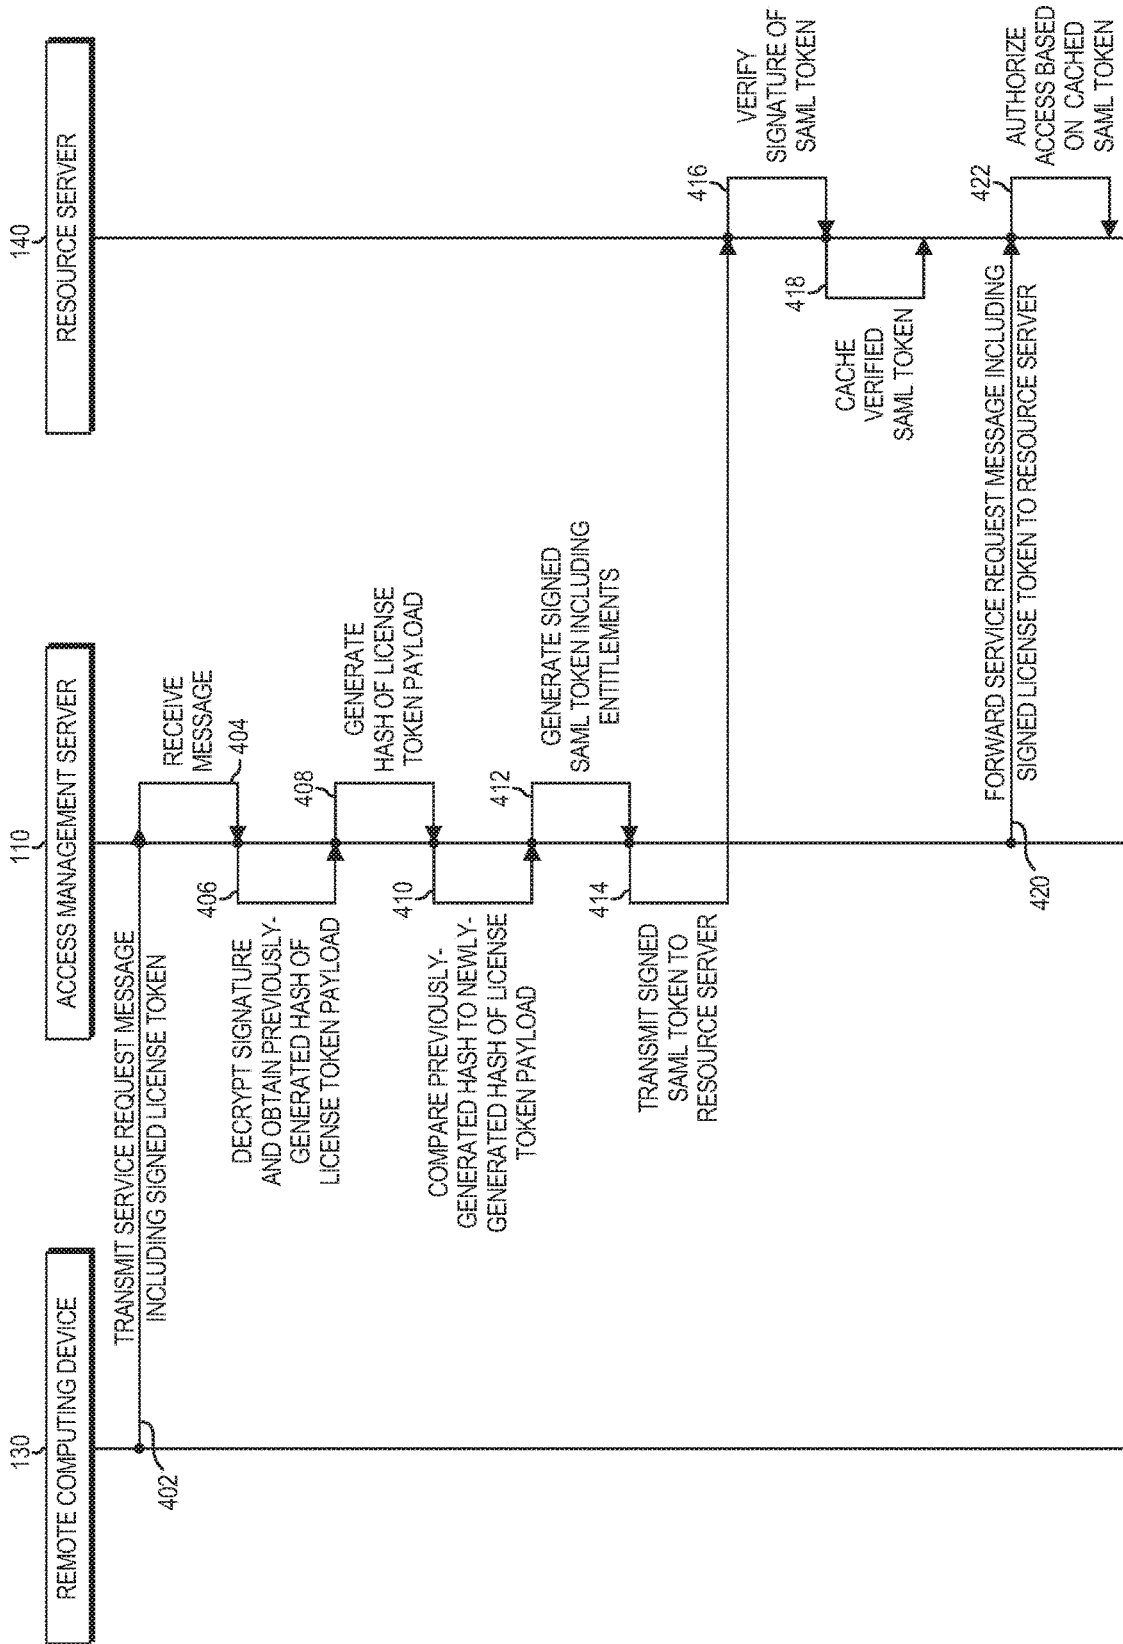 130
REMOTE COMPUTING DEVICE
110
ACCESS MANAGEMENT SERVER
140
RESOURCE SERVER
TRANSMIT SERVICE REQUEST MESSAGE
INCLUDING SIGNED LICENSE TOKEN
402
RECEIVE
MESSAGE
404
406
DECRYPT SIGNATURE
AND OBTAIN PREVIOUSLY-
GENERATED HASH OF
LICENSE TOKEN PAYLOAD
408
GENERATE
HASH OF LICENSE
TOKEN PAYLOAD
410
COMPARE PREVIOUSLY-
GENERATED HASH TO NEWLY-
GENERATED HASH OF LICENSE
TOKEN PAYLOAD
412
GENERATE SIGNED
SAML TOKEN INCLUDING
ENTITLEMENTS
414
TRANSMIT SIGNED
SAML TOKEN TO
RESOURCE SERVER
416
VERIFY
SIGNATURE OF
SAML TOKEN
418
CACHE
VERIFIED
SAML TOKEN
FORWARD SERVICE REQUEST MESSAGE INCLUDING
SIGNED LICENSE TOKEN TO RESOURCE SERVER
420
422
AUTHORIZE
ACCESS BASED
ON CACHED
SAML TOKEN